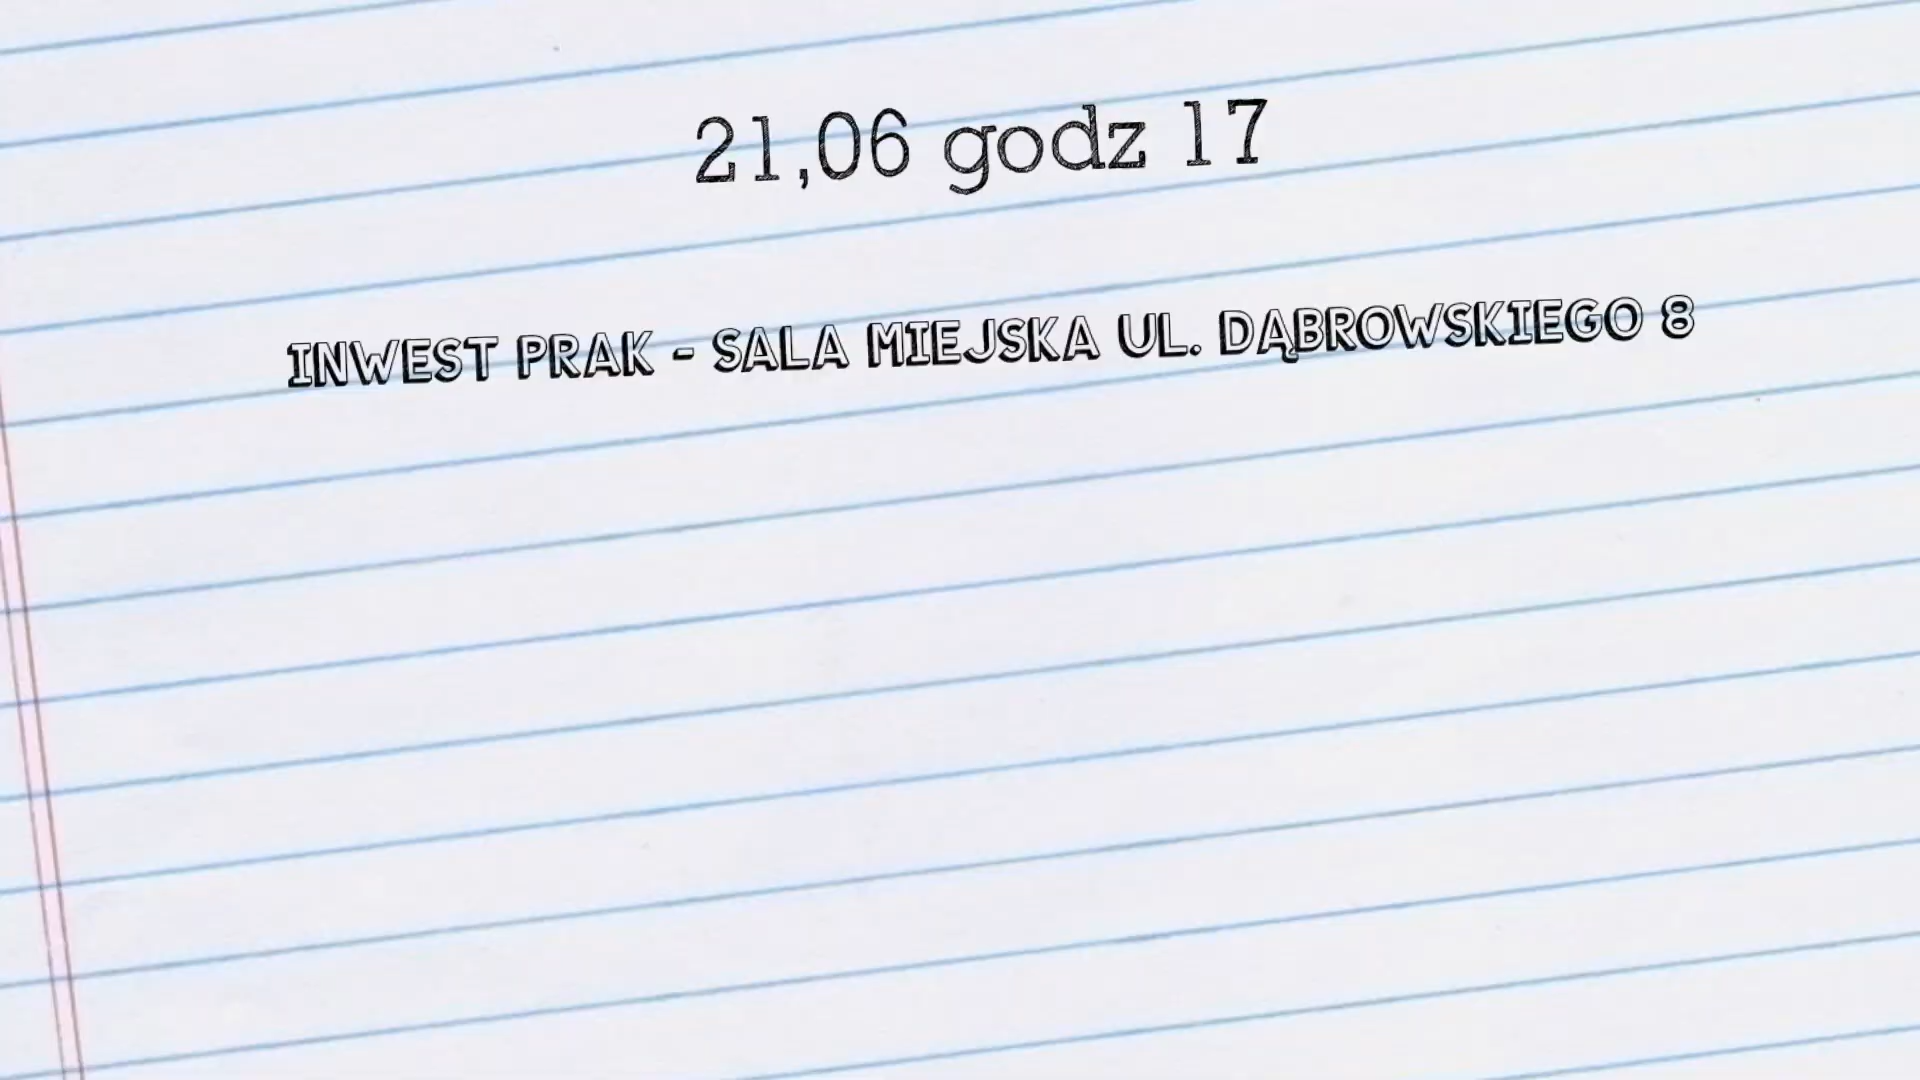 21,06 godz 17
INWEST PRAK - SALA MIEJSKA UL. DĄBROWSKIEGO 8